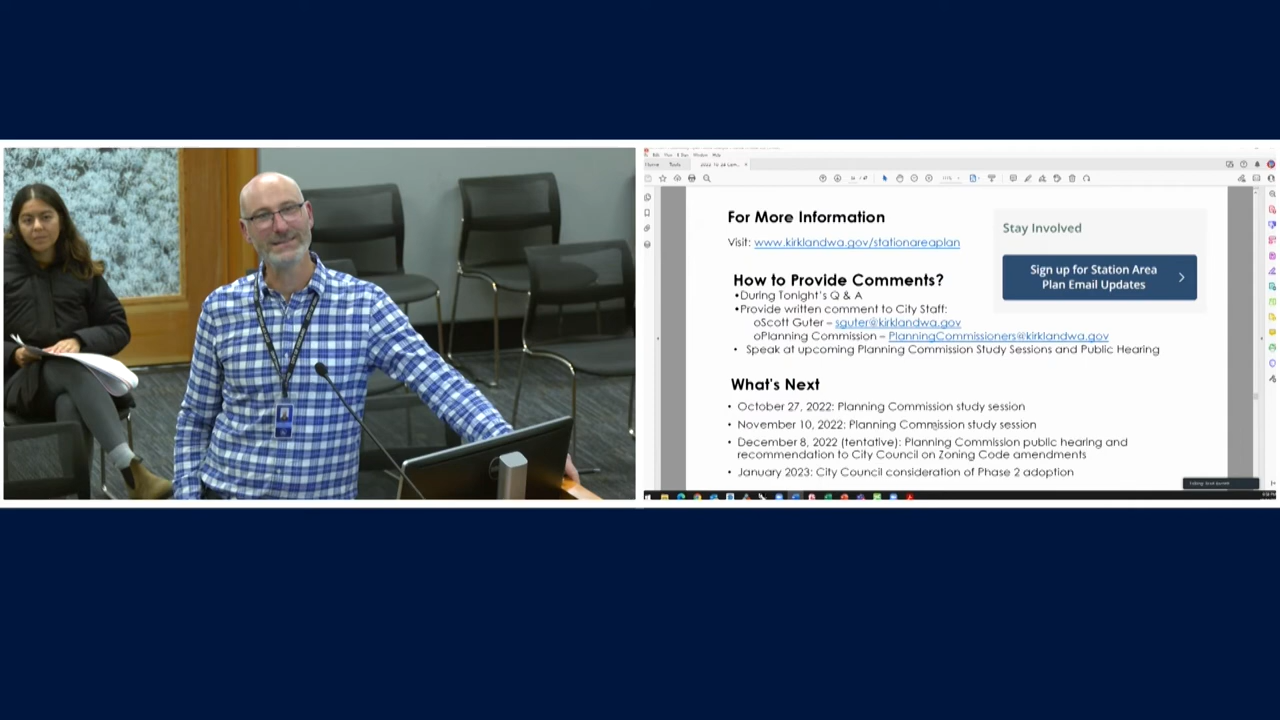 Home
Tools
For More Information
Visit: www.kirklandwa.gov/stationareaplan
Stay Involved
Sign up for Station Area
Plan Email Updates
How to Provide Comments?
•During Tonight's Q & A
•Provide written comment to City Staff:
oScott Guter – sguter@kirklandwa.gov
oPlanning Commission – PlanningCommissioners@kirklandwa.gov
• Speak at upcoming Planning Commission Study Sessions and Public Hearing
What's Next
• October 27, 2022: Planning Commission study session
• November 10, 2022: Planning Commission study session
• December 8, 2022 (tentative): Planning Commission public hearing and
recommendation to City Council on Zoning Code amendments
• January 2023: City Council consideration of Phase 2 adoption